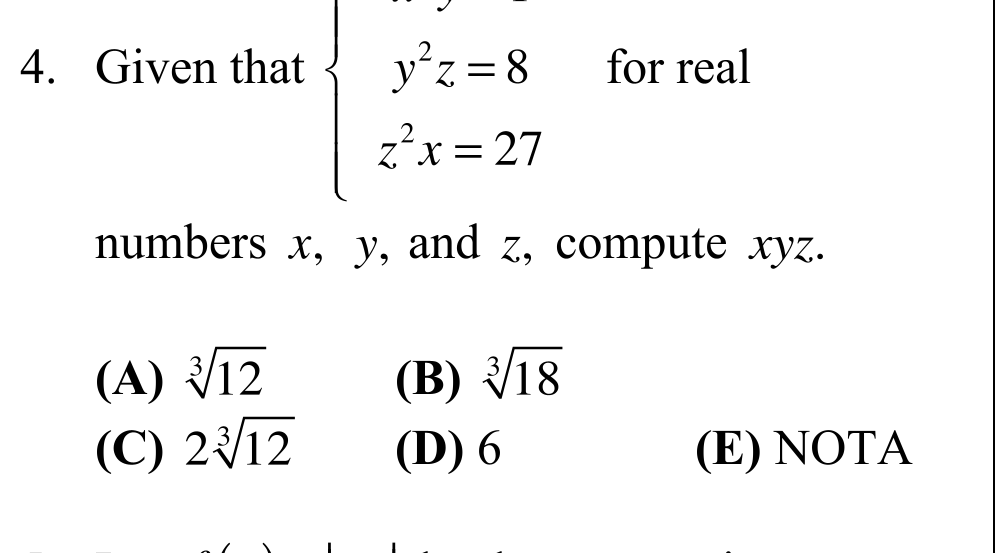 4. Given that { y²z = 8 for real
z²x = 27
numbers x, y, and z, compute xyz.
(A) ∛12 (B) ∛18
(C) 2∛12 (D) 6 (E) NOTA